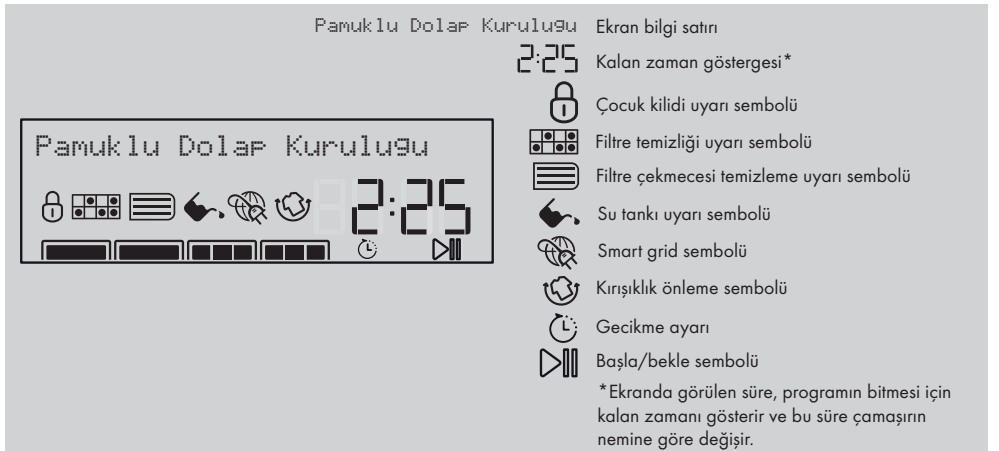 Pamuklu Dolap Kurulugu Ekran bilgi satırı
2:25 Kalan zaman göstergesi*
Çocuk kilidi uyarı sembolü
Filtre temizliği uyarı sembolü
Filtre çekmecesi temizleme uyarı sembolü
Su tankı uyarı sembolü
Smart grid sembolü
Kırışıklık önleme sembolü
Gecikme ayarı
Başla/bekle sembolü
*Ekranda görülen süre, programın bitmesi için
kalan zamanı gösterir ve bu süre çamaşırın
nemine göre değişir.
Pamuklu Dolap Kurulugu
2:25